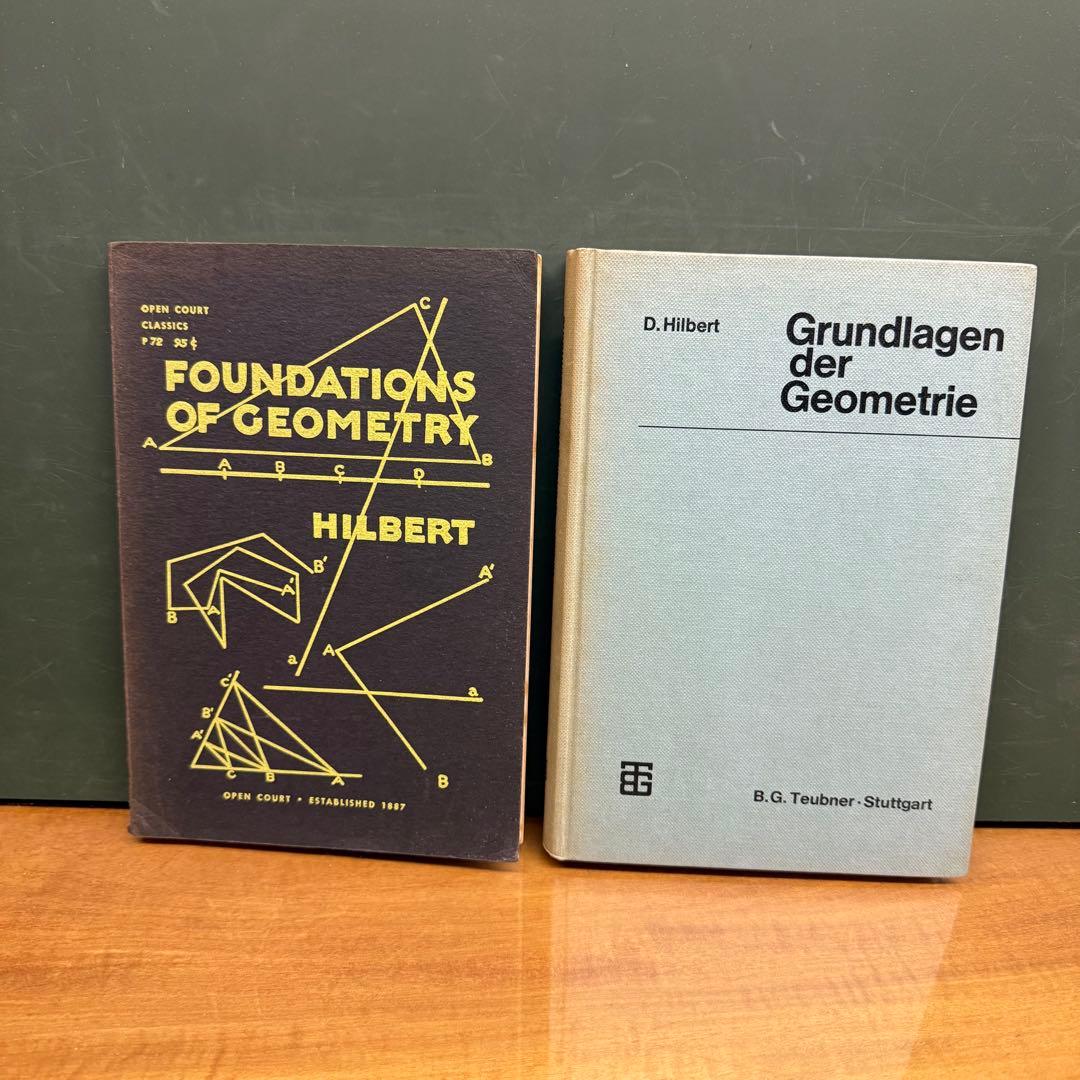 OPEN COURT
CLASSICS
P 72 95 ¢
FOUNDATIONS
OF GEOMETRY
C
A
B
A B C D
HILBERT
B'
A'
B
A
A'
A
a
a
B
C'
B'
A'
C B A
OPEN COURT • ESTABLISHED 1887
D. Hilbert
Grundlagen
der
Geometrie
B.G. Teubner · Stuttgart